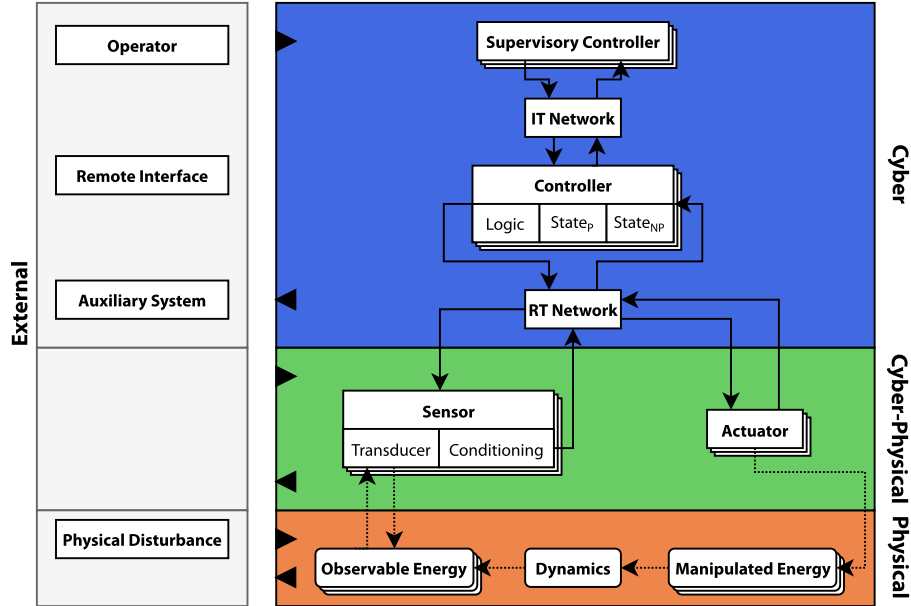 External
Operator
Remote Interface
Auxiliary System
Physical Disturbance
Supervisory Controller
IT Network
Controller
Logic
StateP
StateNP
RT Network
Sensor
Transducer
Conditioning
Actuator
Observable Energy
Dynamics
Manipulated Energy
Cyber
Cyber-Physical
Physical